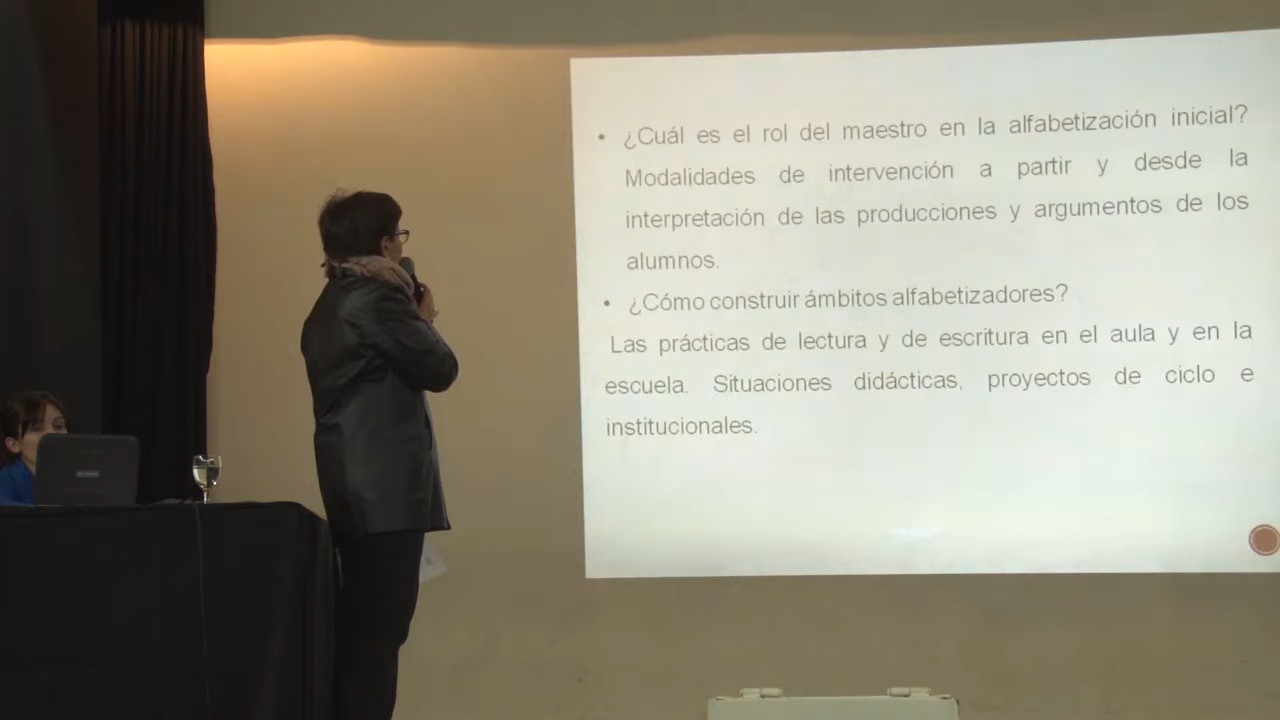 • ¿Cuál es el rol del maestro en la alfabetización inicial?
Modalidades de intervención a partir y desde la
interpretación de las producciones y argumentos de los
alumnos.
• ¿Cómo construir ámbitos alfabetizadores?
Las prácticas de lectura y de escritura en el aula y en la
escuela. Situaciones didácticas, proyectos de ciclo e
institucionales.